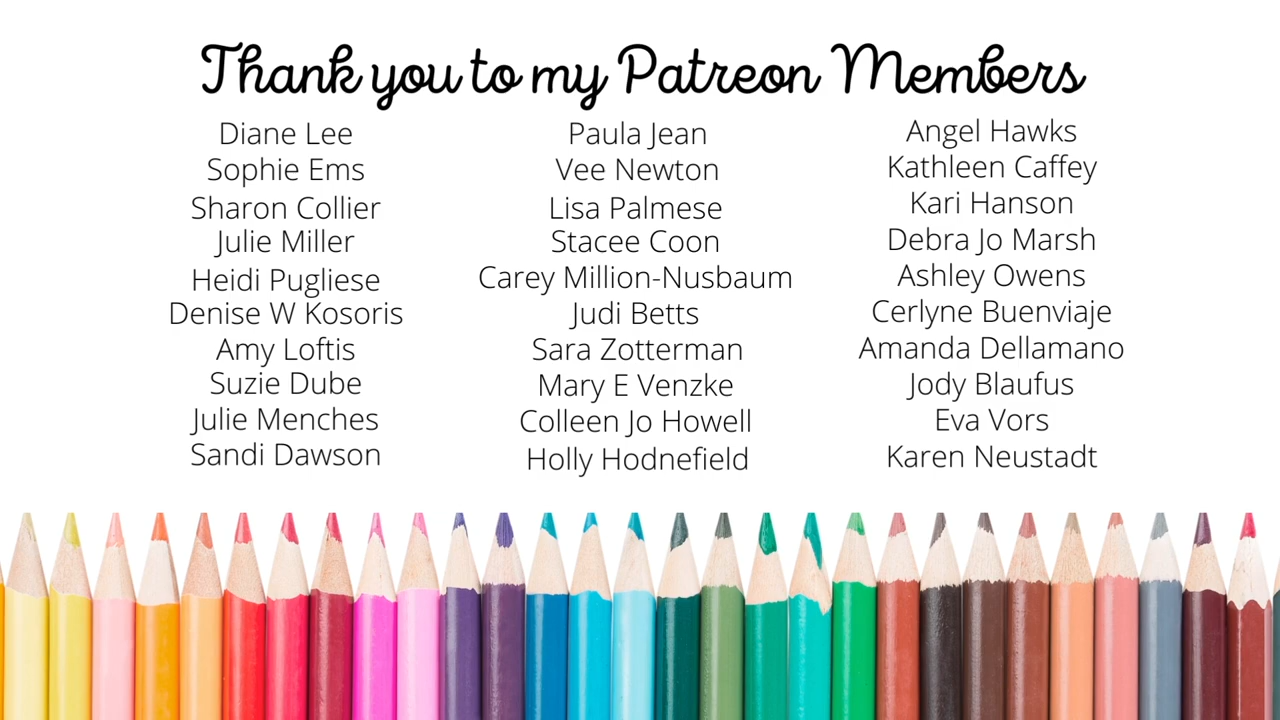 Thank you to my Patreon Members
Diane Lee
Sophie Ems
Sharon Collier
Julie Miller
Heidi Pugliese
Denise W Kosoris
Amy Loftis
Suzie Dube
Julie Menches
Sandi Dawson
Paula Jean
Vee Newton
Lisa Palmese
Stacee Coon
Carey Million-Nusbaum
Judi Betts
Sara Zotterman
Mary E Venzke
Colleen Jo Howell
Holly Hodnefield
Angel Hawks
Kathleen Caffey
Kari Hanson
Debra Jo Marsh
Ashley Owens
Cerlyne Buenviaje
Amanda Dellamano
Jody Blaufus
Eva Vors
Karen Neustadt